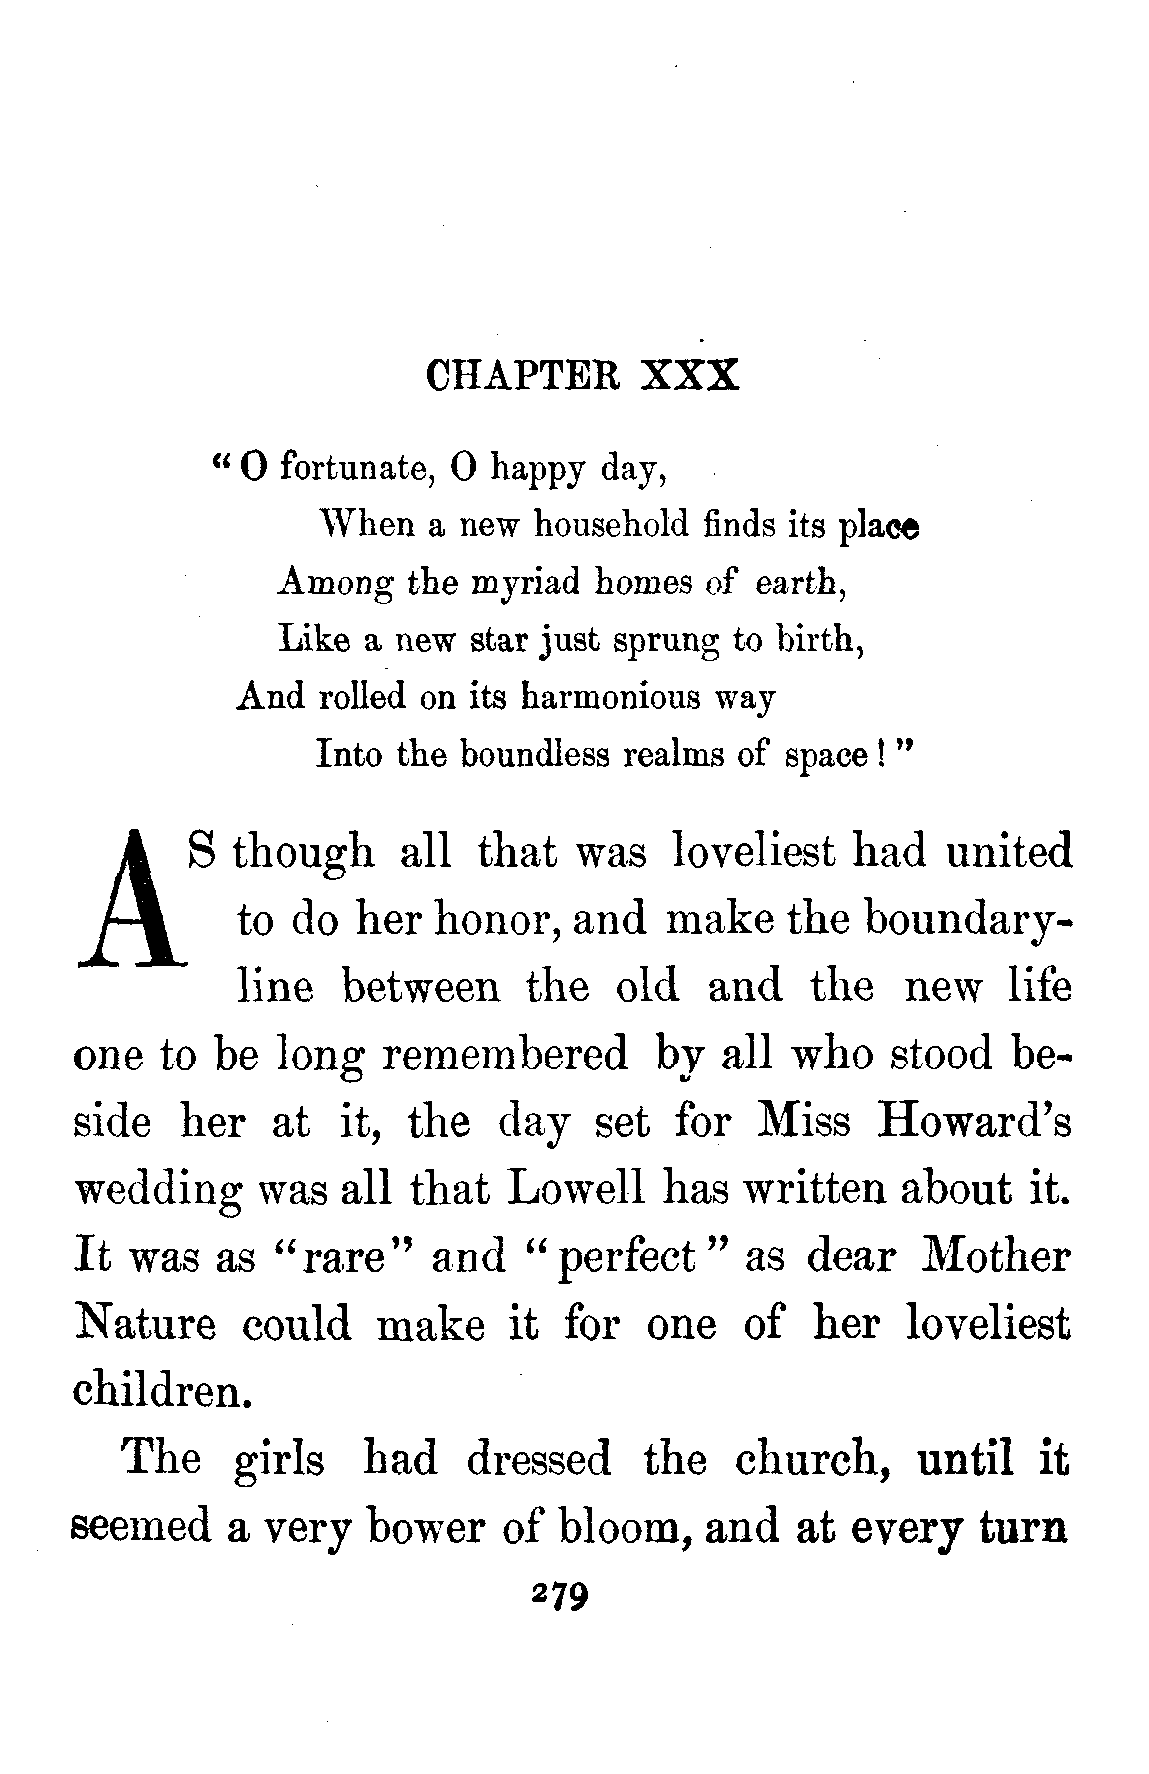 CHAPTER XXX
“O fortunate, O happy day,
When a new household finds its place
Among the myriad homes of earth,
Like a new star just sprung to birth,
And rolled on its harmonious way
Into the boundless realms of space!”
AS though all that was loveliest had united
to do her honor, and make the boundary-
line between the old and the new life
one to be long remembered by all who stood be-
side her at it, the day set for Miss Howard’s
wedding was all that Lowell has written about it.
It was as “rare” and “perfect” as dear Mother
Nature could make it for one of her loveliest
children.
The girls had dressed the church, until it
seemed a very bower of bloom, and at every turn
279